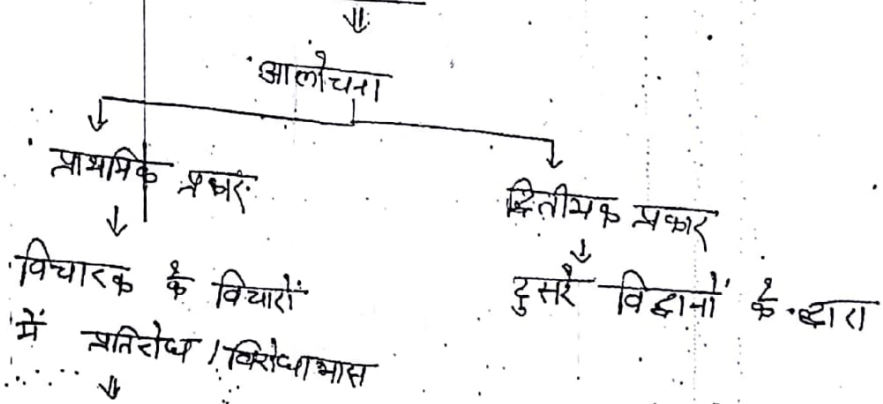 आलोचना
प्राथमिक प्रकार
द्वितीयक प्रकार
विचारक के विचारों
में प्रतिरोध / विरोधाभास
दुसरे विद्वानों के द्वारा